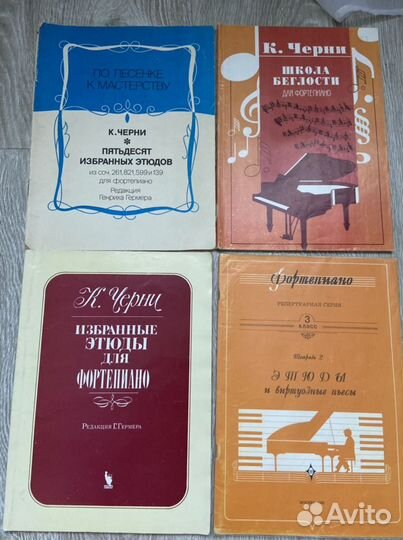 ПО ЛЕСЕНКЕ
К МАСТЕРСТВУ
К. ЧЕРНИ
*
ПЯТЬДЕСЯТ
ИЗБРАННЫХ ЭТЮДОВ
из соч. 261, 821, 599 и 139
для фортепиано
Редакция
Генриха Гермера
К. Черни
ШКОЛА
БЕГЛОСТИ
ДЛЯ ФОРТЕПИАНО
К. Черни
ИЗБРАННЫЕ
ЭТЮДЫ
ДЛЯ
ФОРТЕПИАНО
Редакция Г. Гермера
Фортепиано
РЕПЕРТУАРНАЯ СЕРИЯ
3
КЛАСС
Тетрадь 2
ЭТЮДЫ
и виртуозные пьесы
Avito